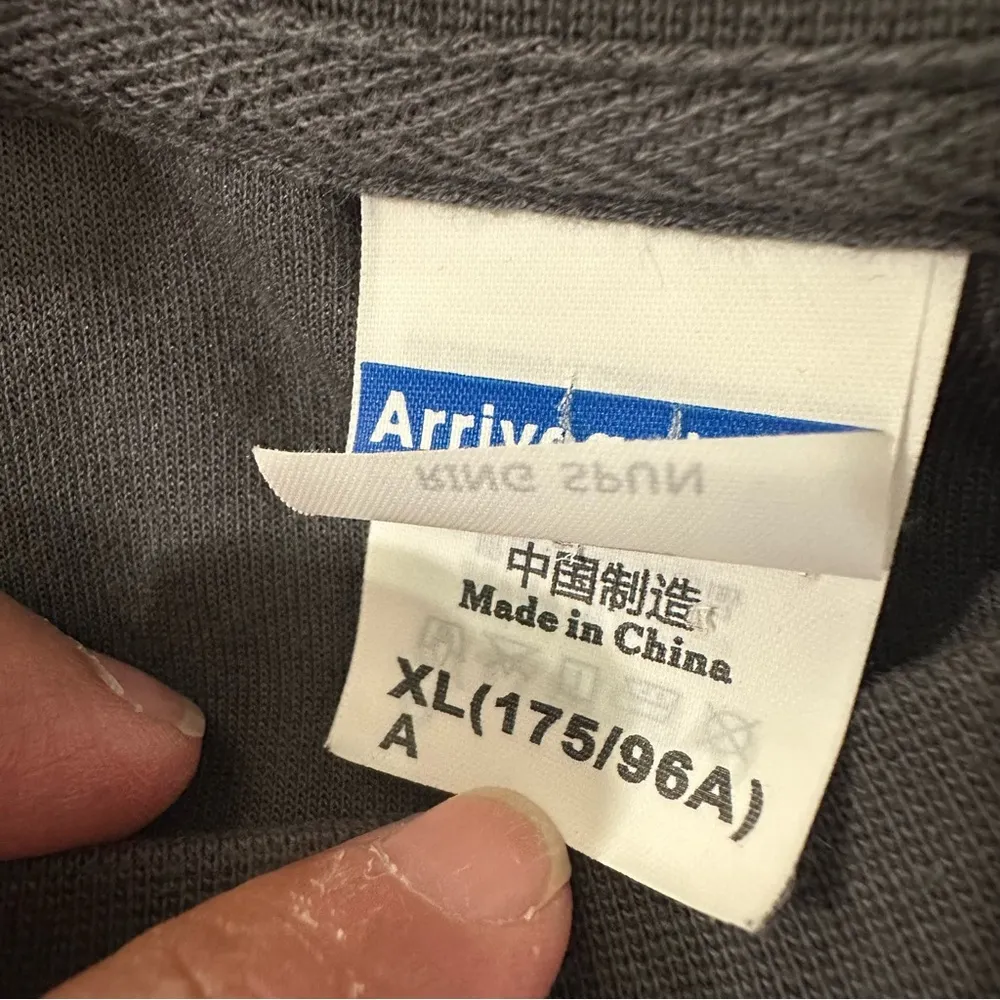 RING SPUN
中国制造
Made in China
XL(175/96A)
A